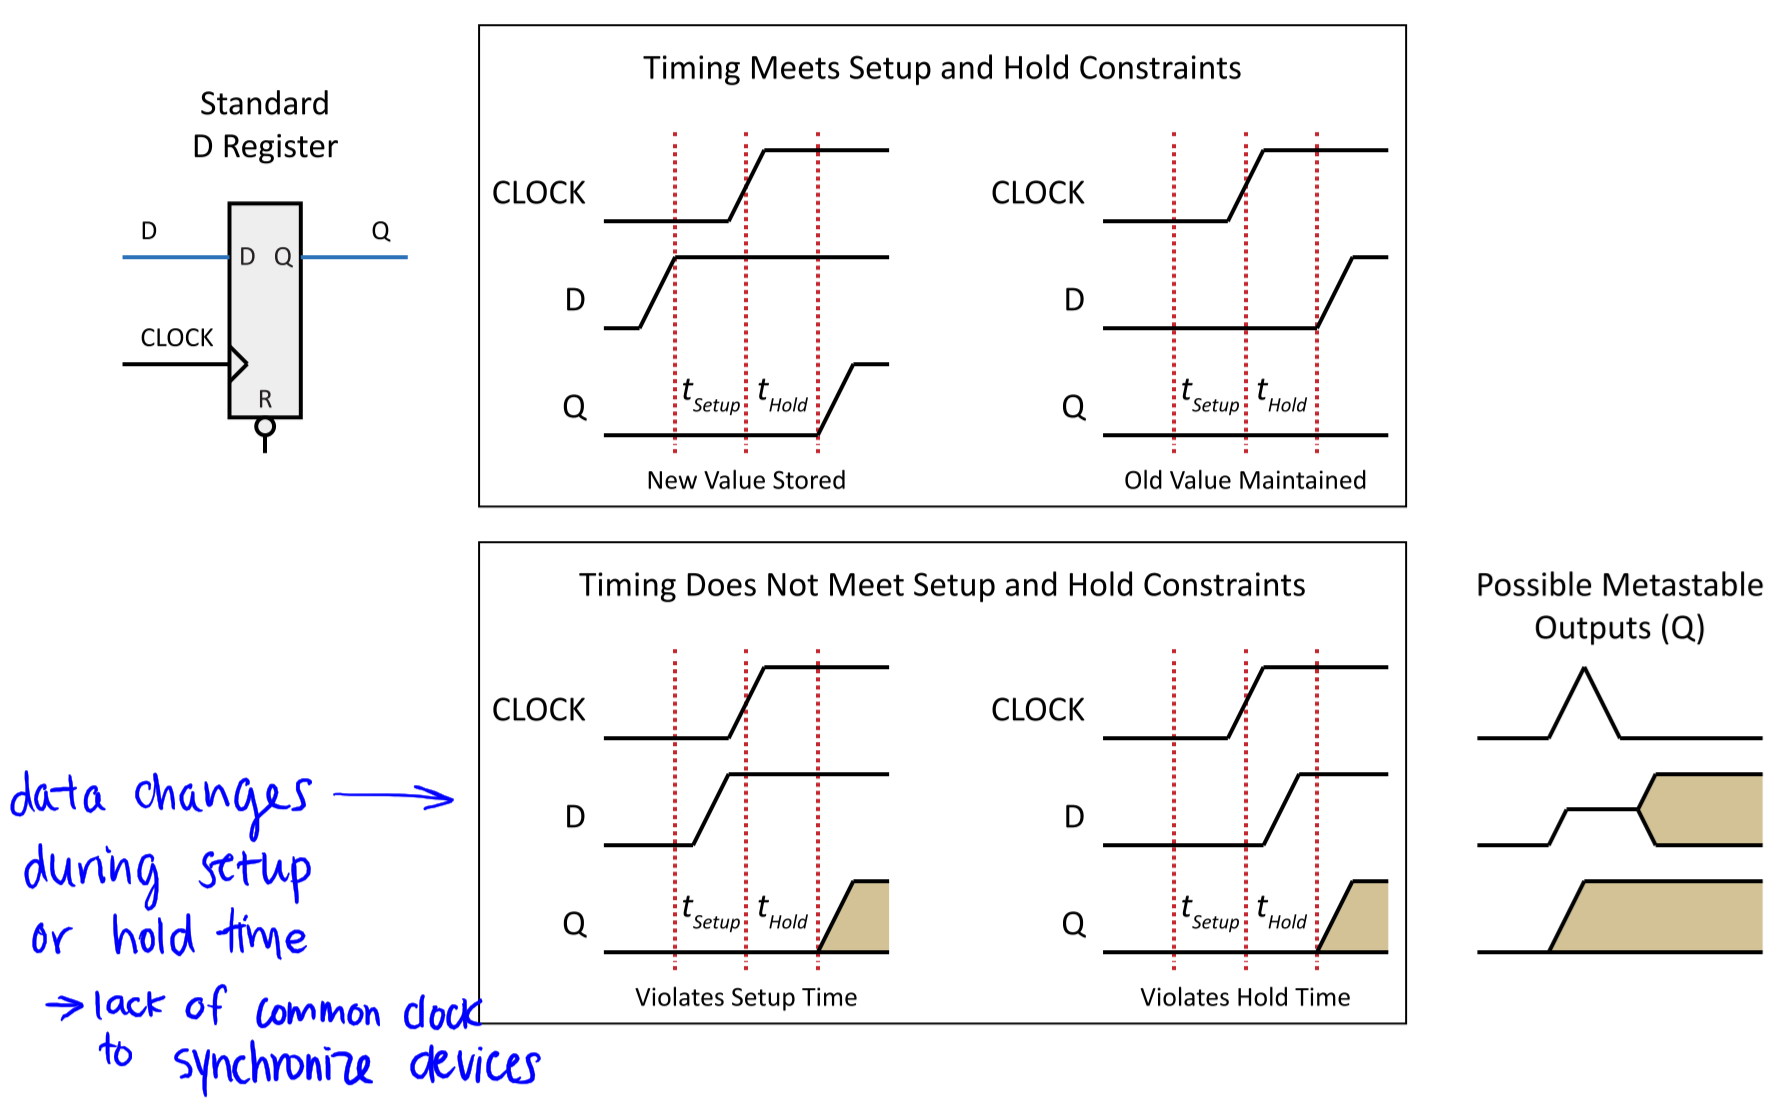 Standard
D Register
D
Q
D Q
CLOCK
R
Timing Meets Setup and Hold Constraints
CLOCK
D
Q
tSetup
tHold
New Value Stored
CLOCK
D
Q
tSetup
tHold
Old Value Maintained
Timing Does Not Meet Setup and Hold Constraints
CLOCK
D
Q
tSetup
tHold
Violates Setup Time
CLOCK
D
Q
tSetup
tHold
Violates Hold Time
Possible Metastable
Outputs (Q)
data changes →
during setup
or hold time
→ lack of common clock
to synchronize devices